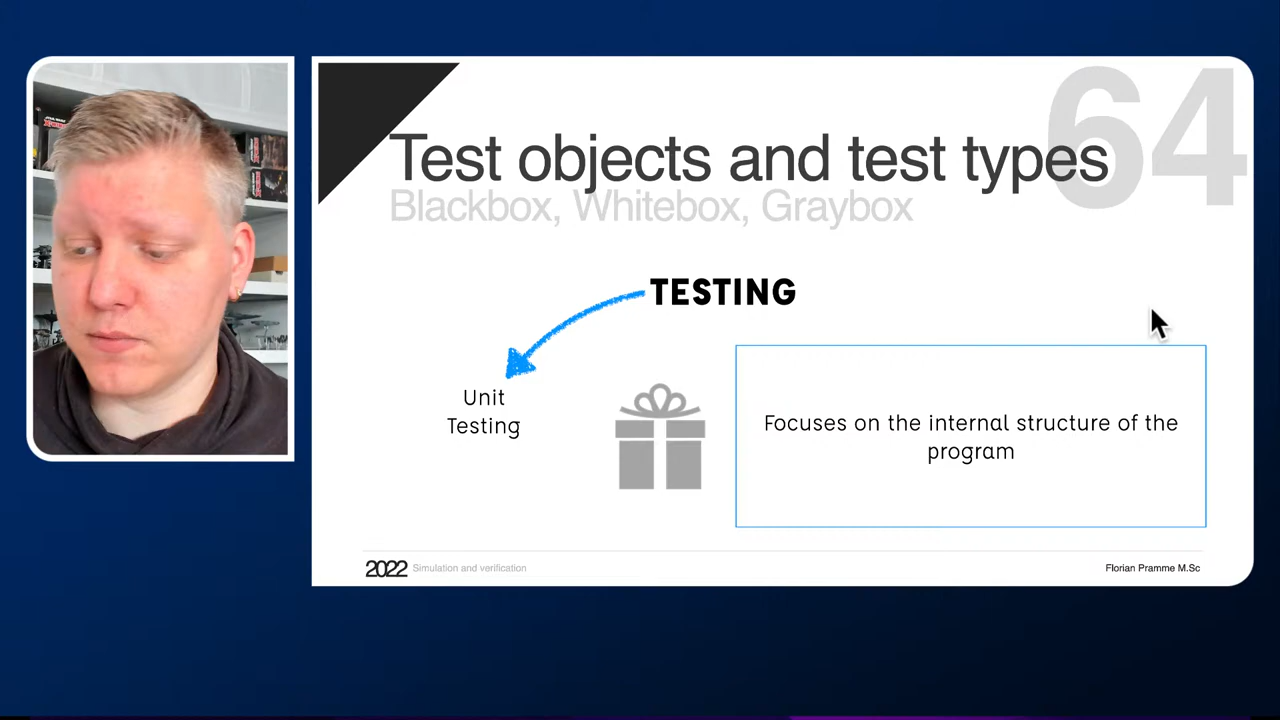 64
Test objects and test types
Blackbox, Whitebox, Graybox
TESTING
Unit
Testing
Focuses on the internal structure of the
program
2022 Simulation and verification
Florian Pramme M.Sc